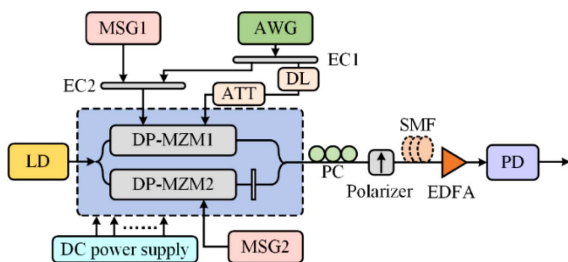 MSG1
AWG
EC1
EC2
DL
ATT
DP-MZM1
LD
DP-MZM2
PC
Polarizer
SMF
EDFA
PD
DC power supply
MSG2